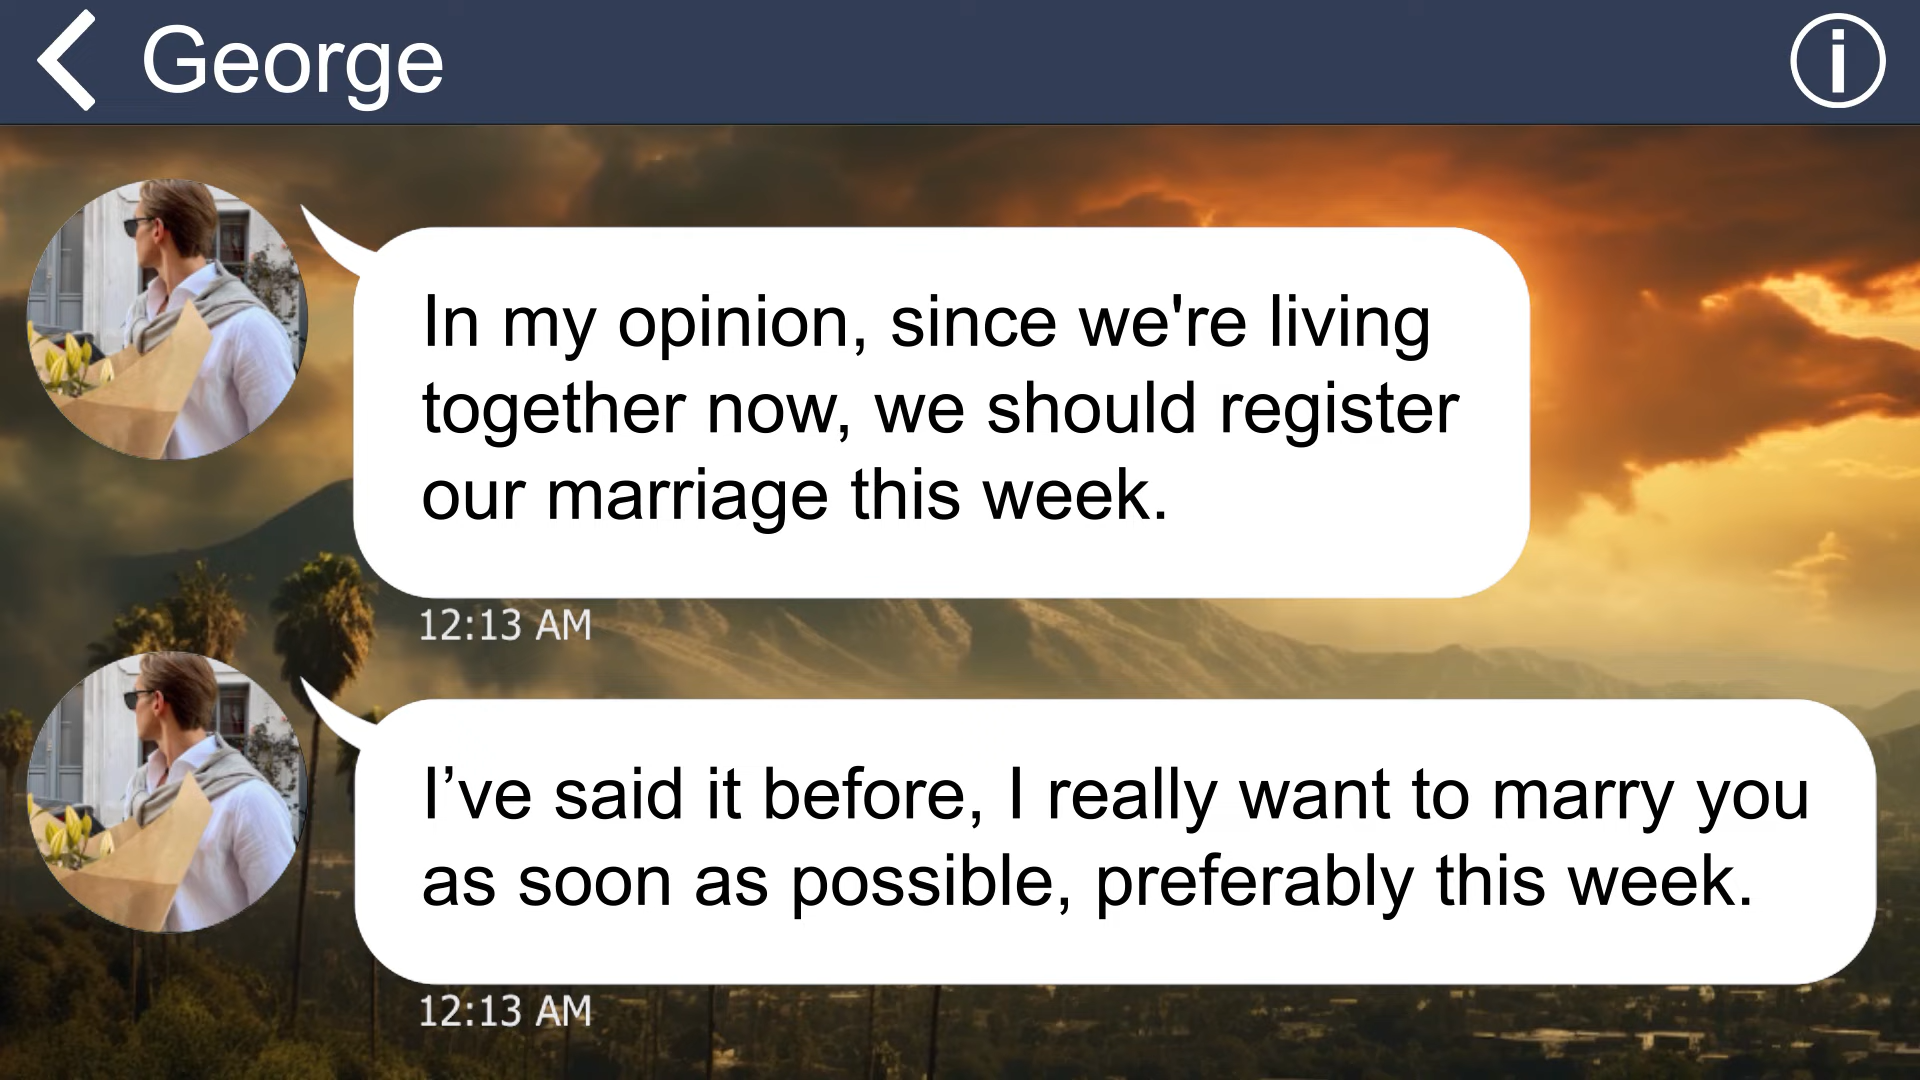 George
In my opinion, since we're living
together now, we should register
our marriage this week.
12:13 AM
I’ve said it before, I really want to marry you
as soon as possible, preferably this week.
12:13 AM